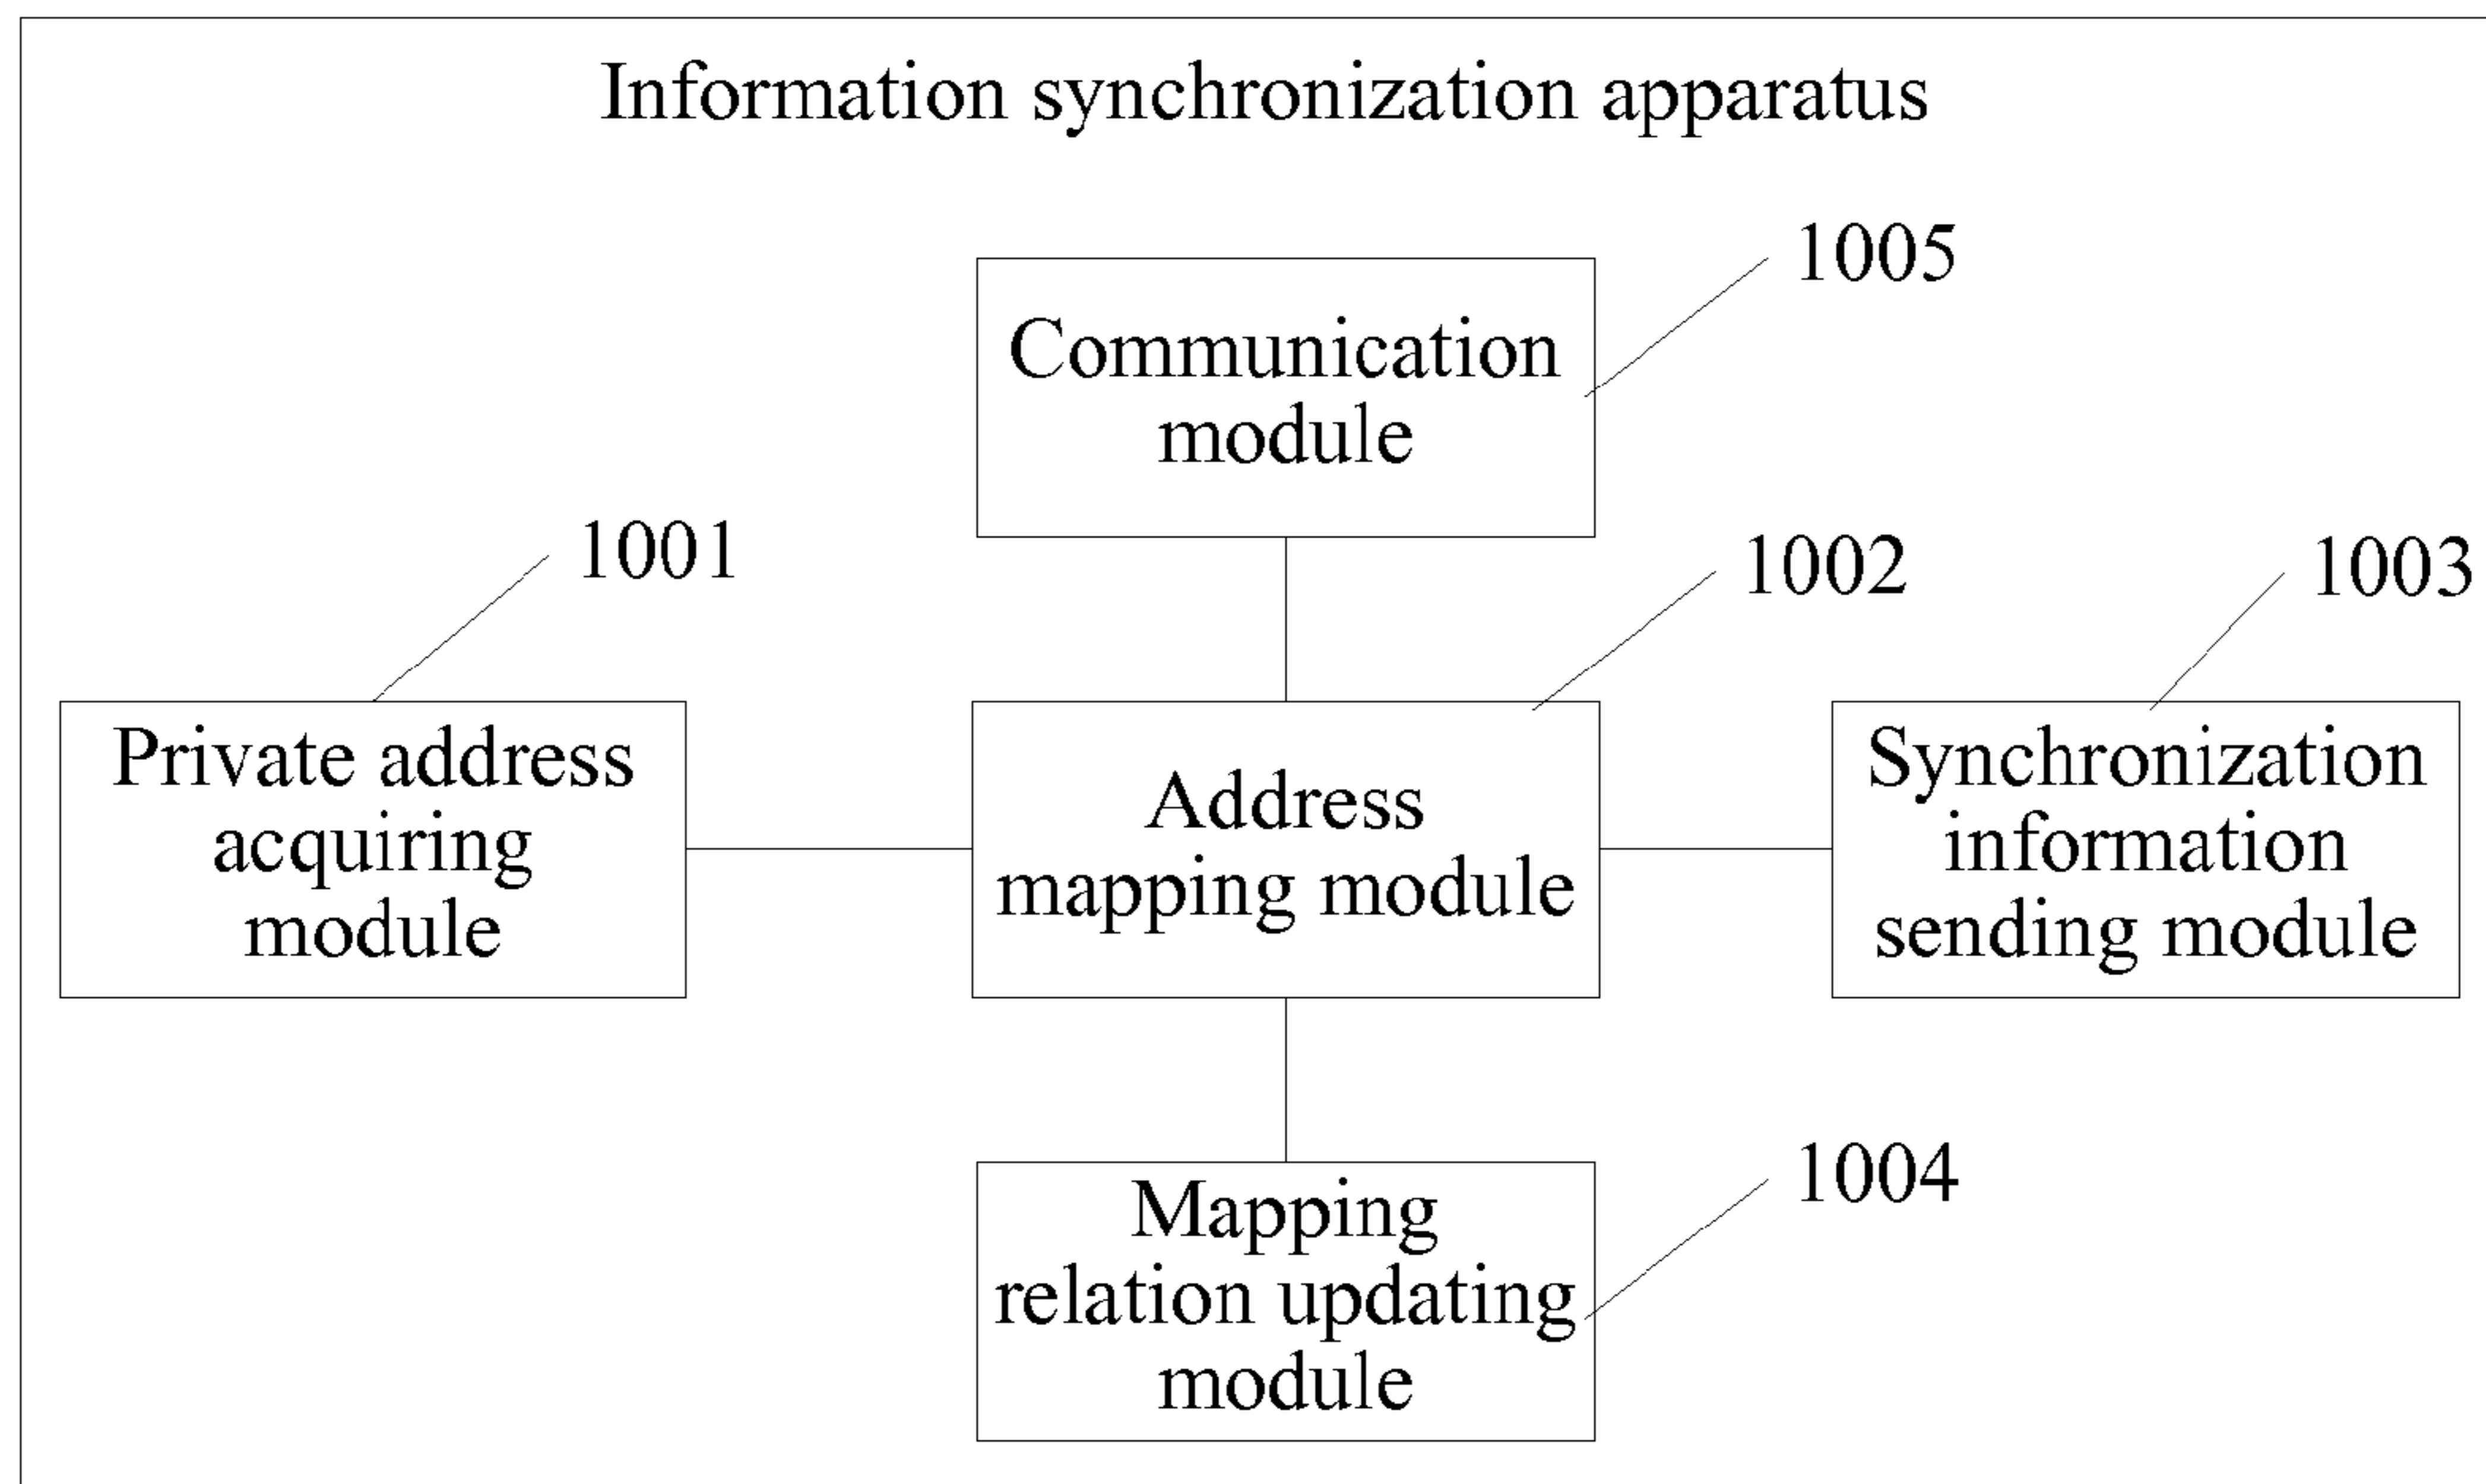 Information synchronization apparatus
1005
Communication
module
1001
1002
1003
Private address
acquiring
module
Address
mapping module
Synchronization
information
sending module
1004
Mapping
relation updating
module